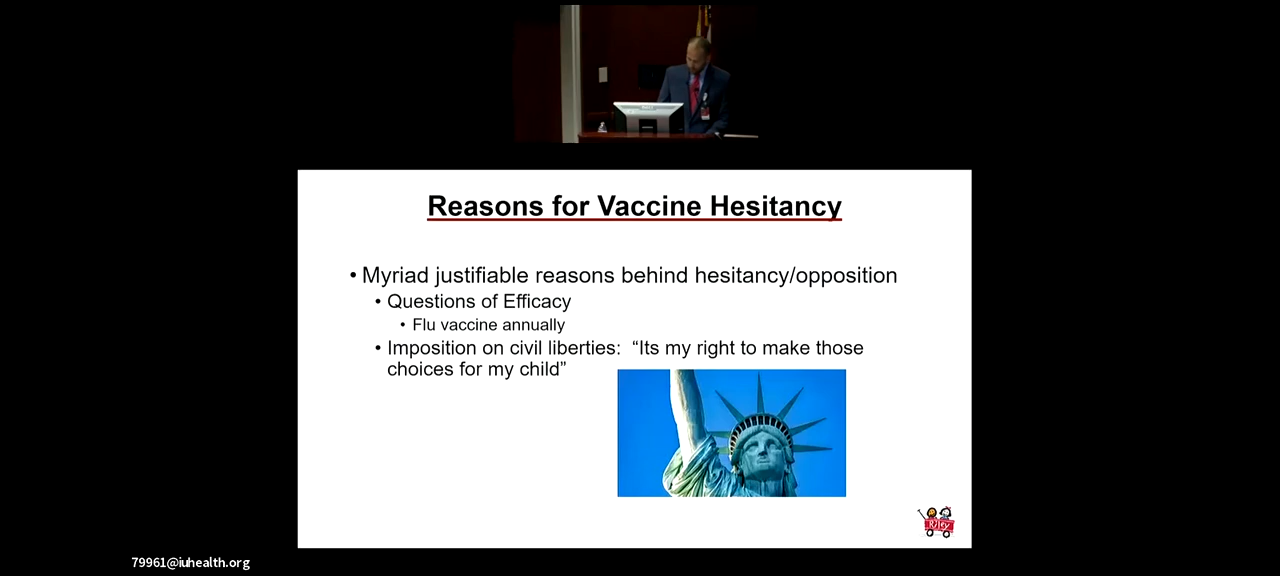 Reasons for Vaccine Hesitancy
• Myriad justifiable reasons behind hesitancy/opposition
• Questions of Efficacy
• Flu vaccine annually
• Imposition on civil liberties: “Its my right to make those
choices for my child”
Riley
79961@iuhealth.org